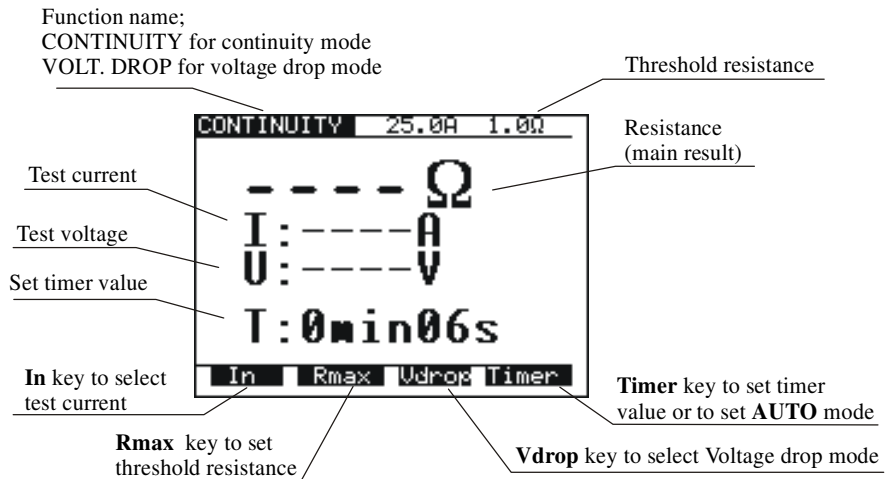 Function name;
CONTINUITY for continuity mode
VOLT. DROP for voltage drop mode
Threshold resistance
CONTINUITY 25.0A 1.0Ω
Resistance
(main result)
Test current
- - - - Ω
I:----A
Test voltage
U:----V
Set timer value
T:0min06s
In Rmax Vdrop Timer
In key to select
test current
Timer key to set timer
value or to set AUTO mode
Rmax key to set
threshold resistance
Vdrop key to select Voltage drop mode